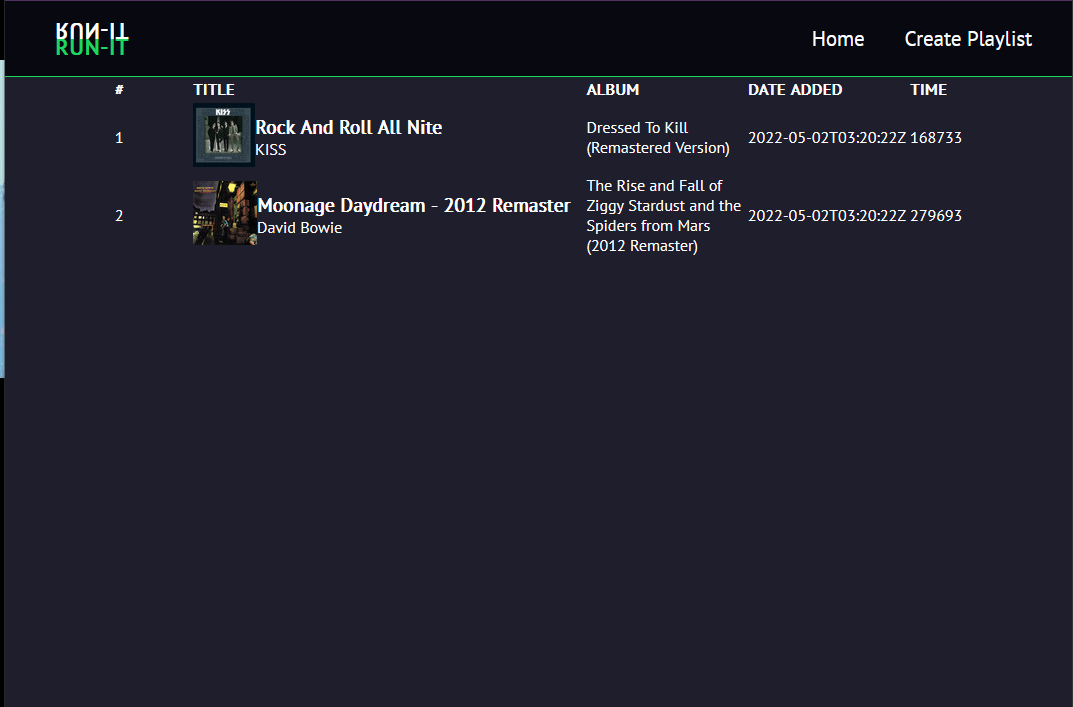 RUN-IT
RUN-IT
Home Create Playlist
# TITLE ALBUM DATE ADDED TIME
1 Rock And Roll All Nite
KISS
Dressed To Kill
(Remastered Version)
2022-05-02T03:20:22Z 168733
KISS
2 Moonage Daydream - 2012 Remaster
David Bowie
The Rise and Fall of
Ziggy Stardust and the
Spiders from Mars
(2012 Remaster)
2022-05-02T03:20:22Z 279693